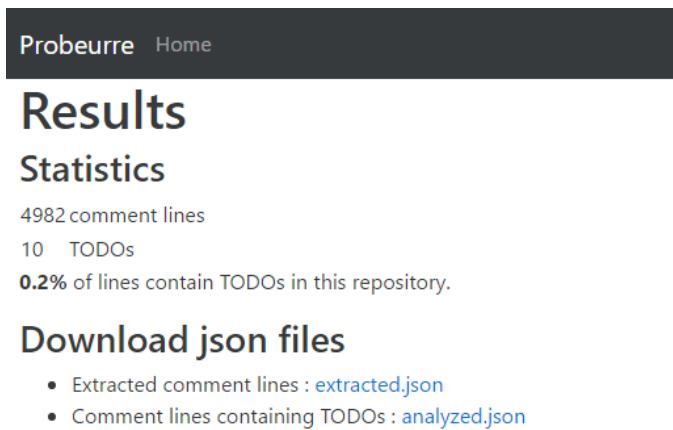 Probeurre Home
Results
Statistics
4982 comment lines
10 TODOs
0.2% of lines contain TODOs in this repository.
Download json files
• Extracted comment lines : extracted.json
• Comment lines containing TODOs : analyzed.json